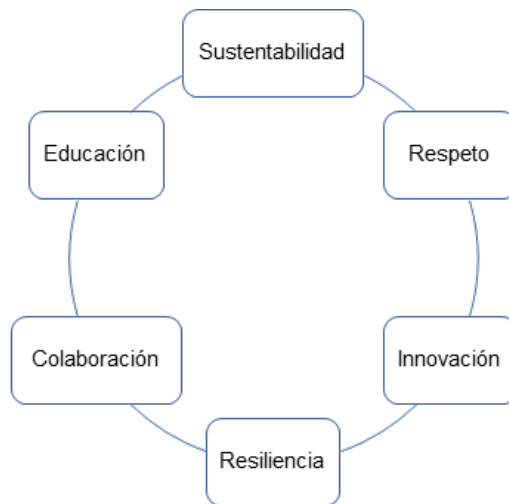 Sustentabilidad
Respeto
Innovación
Resiliencia
Colaboración
Educación